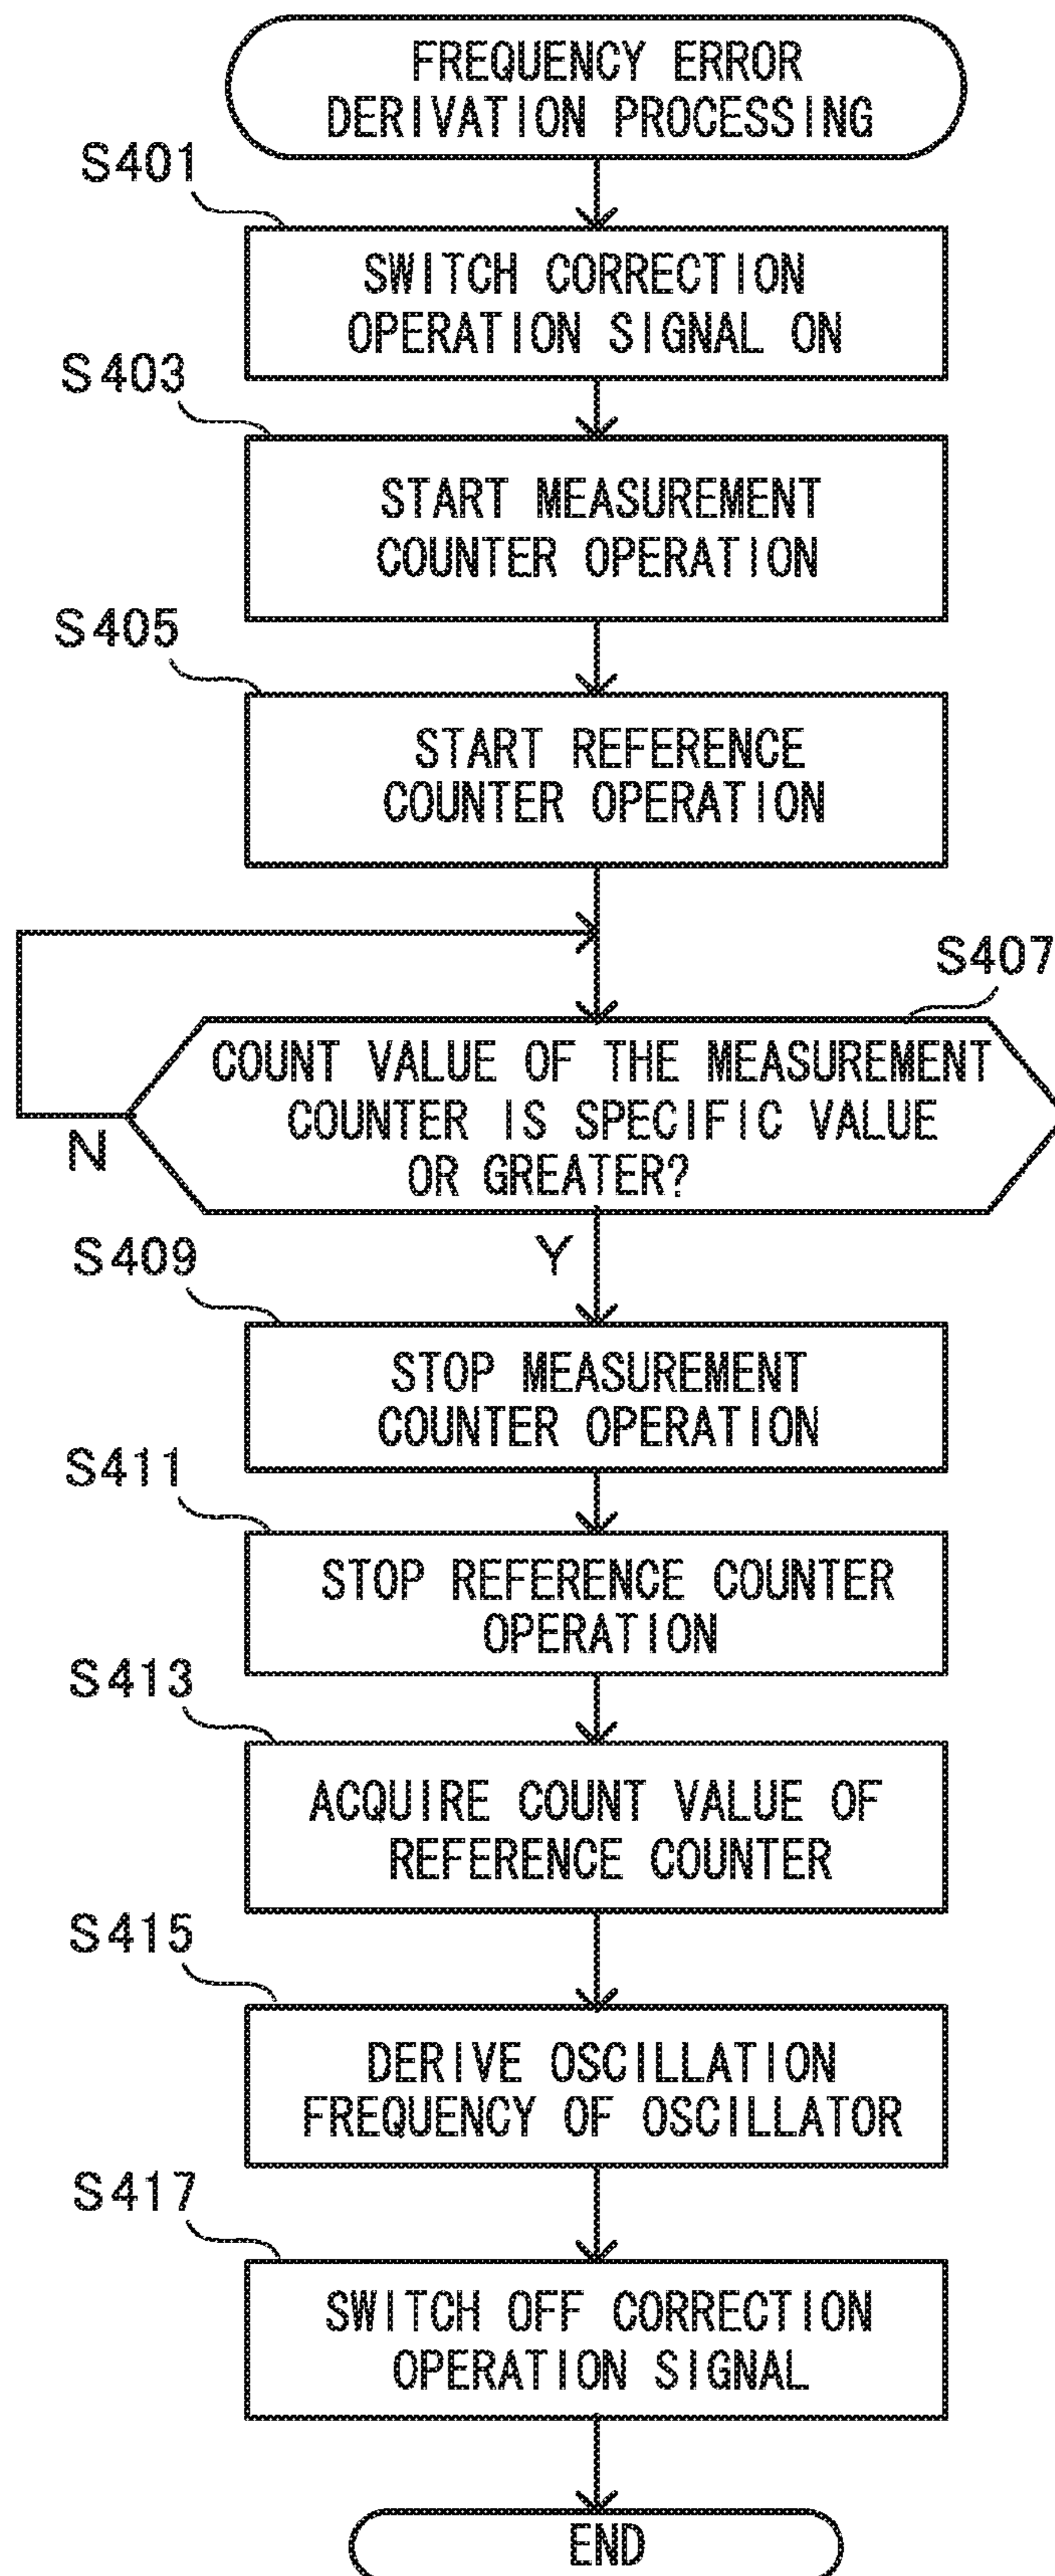 FREQUENCY ERROR
DERIVATION PROCESSING
S401
SWITCH CORRECTION
OPERATION SIGNAL ON
S403
START MEASUREMENT
COUNTER OPERATION
S405
START REFERENCE
COUNTER OPERATION
S407
COUNT VALUE OF THE MEASUREMENT
COUNTER IS SPECIFIC VALUE
OR GREATER?
N
Y
S409
STOP MEASUREMENT
COUNTER OPERATION
S411
STOP REFERENCE COUNTER
OPERATION
S413
ACQUIRE COUNT VALUE OF
REFERENCE COUNTER
S415
DERIVE OSCILLATION
FREQUENCY OF OSCILLATOR
S417
SWITCH OFF CORRECTION
OPERATION SIGNAL
END